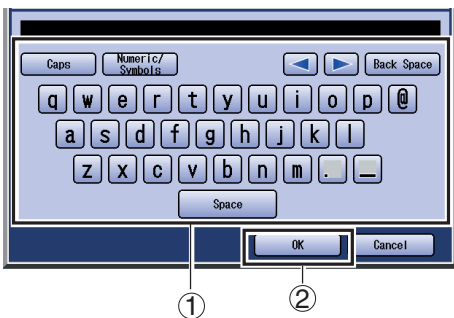 Caps Numeric/ Symbols ◀ ▶ Back Space
q w e r t y u i o p @
a s d f g h j k l
z x c v b n m . _
Space
OK Cancel
① ②